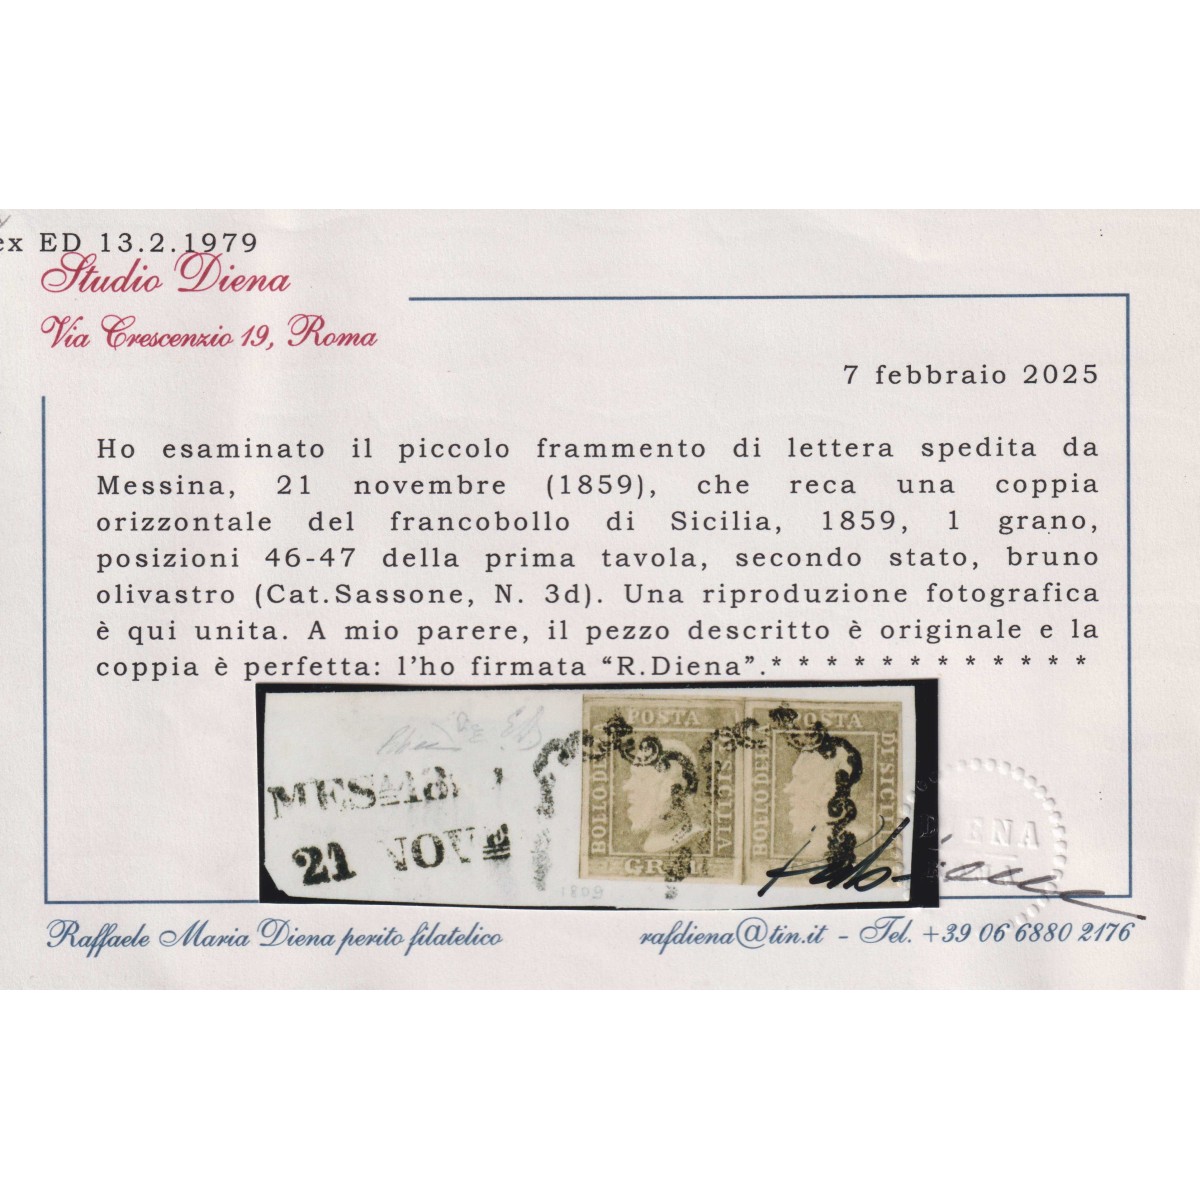 ex ED 13.2.1979
Studio Diena
Via Crescenzio 19, Roma
7 febbraio 2025
Ho esaminato il piccolo frammento di lettera spedita da
Messina, 21 novembre (1859), che reca una coppia
orizzontale del francobollo di Sicilia, 1859, 1 grano,
posizioni 46-47 della prima tavola, secondo stato, bruno
olivastro (Cat.Sassone, N. 3d). Una riproduzione fotografica
è qui unita. A mio parere, il pezzo descritto è originale e la
coppia è perfetta: l'ho firmata “R.Diena”.* * * * * * * * * * * *
21 NOVE
BOLLO DELLA POSTA DI SICILIA
BOLLO DELLA POSTA DI SICILIA
DIENA
Raffaele Maria Diena perito filatelico
rafdiena@tin.it - Tel. +39 06 6880 2176